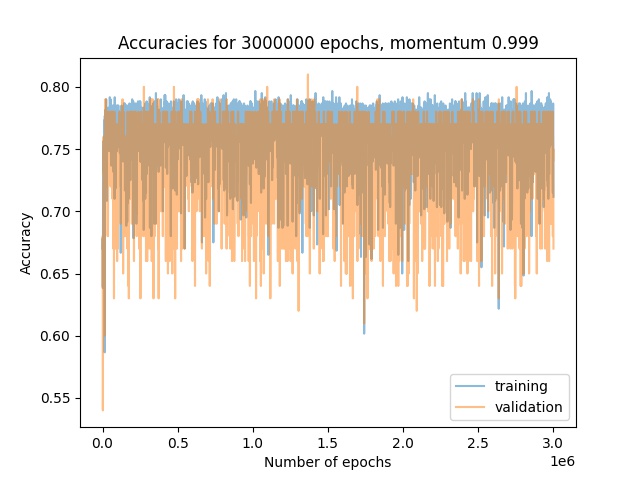 Accuracies for 3000000 epochs, momentum 0.999
0.80
0.75
0.70
0.65
0.60
0.55
Accuracy
training
validation
0.0 0.5 1.0 1.5 2.0 2.5 3.0
1e6
Number of epochs